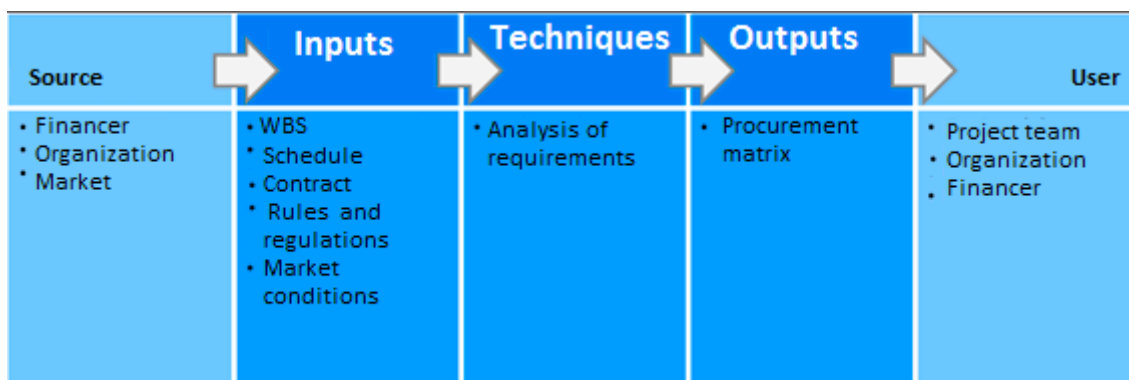 Source
Inputs
Techniques
Outputs
User
• Financer
• Organization
• Market
• WBS
• Schedule
• Contract
• Rules and
regulations
• Market
conditions
• Analysis of
requirements
• Procurement
matrix
• Project team
• Organization
• Financer